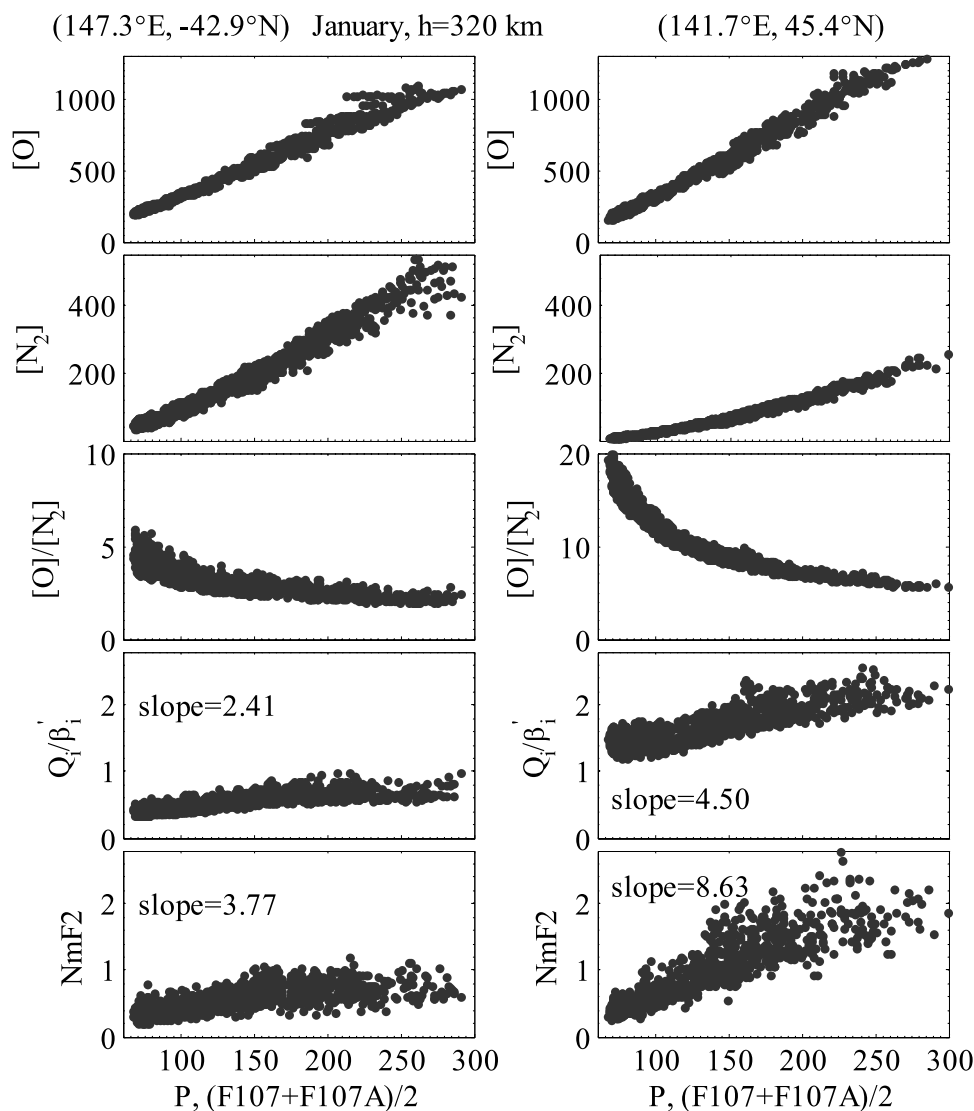 (147.3°E, -42.9°N) January, h=320 km (141.7°E, 45.4°N)
[O]
1000
500
0
[O]
1000
500
0
[N₂]
400
200
[N₂]
400
200
[O]/[N₂]
10
5
0
[O]/[N₂]
20
10
0
Qᵢ/βᵢ'
2
1
0
slope=2.41
Qᵢ/βᵢ'
2
1
0
slope=4.50
NmF2
2
1
0
slope=3.77
100 150 200 250 300
P, (F107+F107A)/2
NmF2
2
1
0
slope=8.63
100 150 200 250 300
P, (F107+F107A)/2